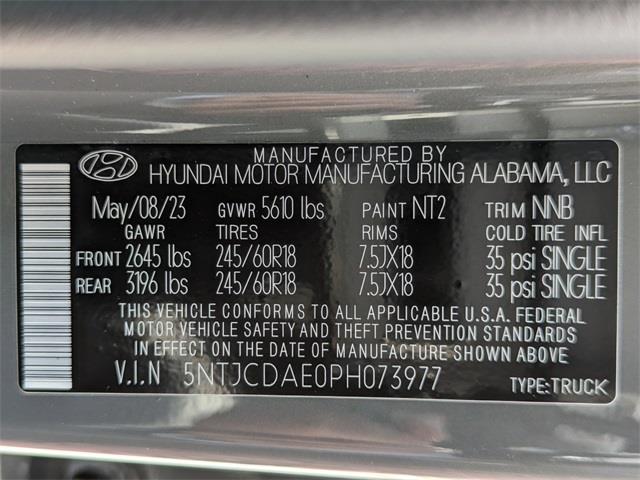 MANUFACTURED BY
HYUNDAI MOTOR MANUFACTURING ALABAMA, LLC
May/08/23 GVWR 5610 lbs PAINT NT2 TRIM NNB
GAWR TIRES RIMS COLD TIRE INFL
FRONT 2645 lbs 245/60R18 7.5JX18 35 psi SINGLE
REAR 3196 lbs 245/60R18 7.5JX18 35 psi SINGLE
THIS VEHICLE CONFORMS TO ALL APPLICABLE U.S.A. FEDERAL
MOTOR VEHICLE SAFETY AND THEFT PREVENTION STANDARDS
IN EFFECT ON THE DATE OF MANUFACTURE SHOWN ABOVE
V.I.N 5NTJCDAE0PH073977 TYPE:TRUCK